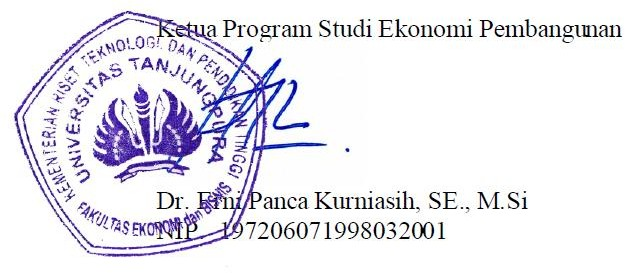 Ketua Program Studi Ekonomi Pembangunan
KEMENTERIAN RISET TEKNOLOGI DAN PENDIDIKAN TINGGI
UNIVERSITAS TANJUNGPURA
FAKULTAS EKONOMI dan BISNIS
Dr. Erni Panca Kurniasih, SE., M.Si
NIP 197206071998032001